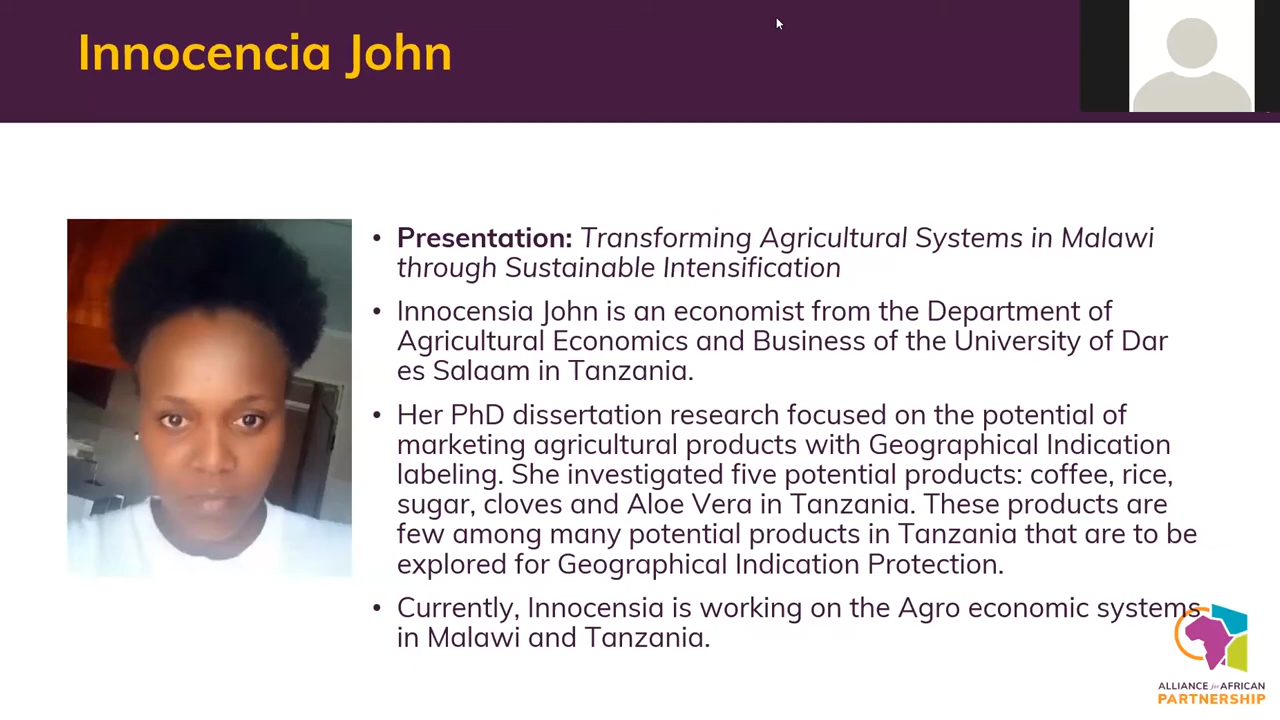 Innocencia John
• Presentation: Transforming Agricultural Systems in Malawi
through Sustainable Intensification
• Innocensia John is an economist from the Department of
Agricultural Economics and Business of the University of Dar
es Salaam in Tanzania.
• Her PhD dissertation research focused on the potential of
marketing agricultural products with Geographical Indication
labeling. She investigated five potential products: coffee, rice,
sugar, cloves and Aloe Vera in Tanzania. These products are
few among many potential products in Tanzania that are to be
explored for Geographical Indication Protection.
• Currently, Innocensia is working on the Agro economic systems
in Malawi and Tanzania.
ALLIANCE for AFRICAN
PARTNERSHIP